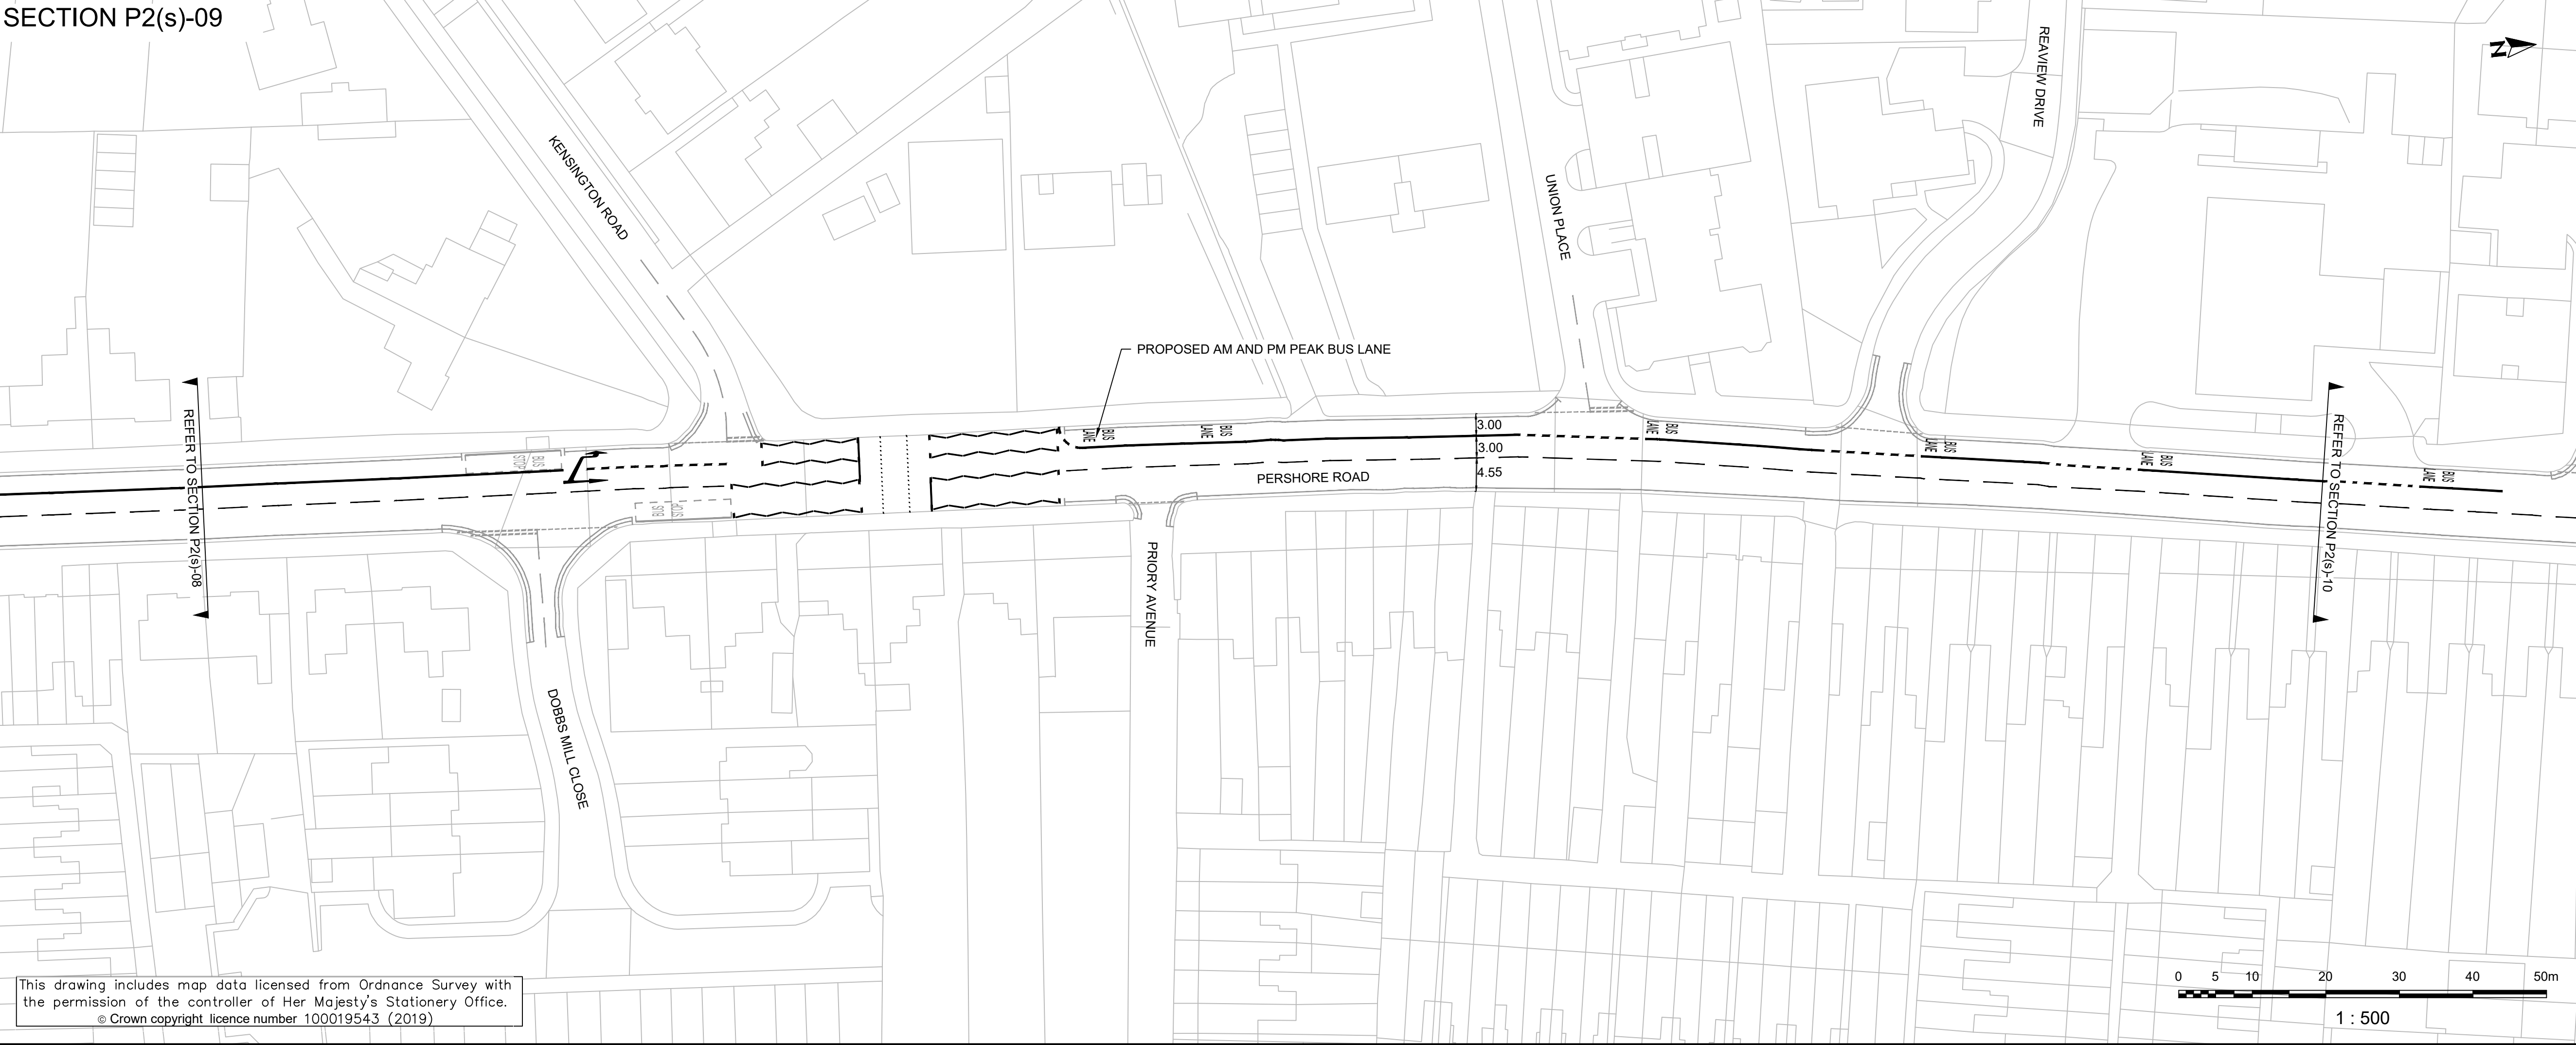 SECTION P2(s)-09
N
REAVIEW DRIVE
KENSINGTON ROAD
UNION PLACE
PROPOSED AM AND PM PEAK BUS LANE
REFER TO SECTION P2(s)-08
BUS
STOP
BUS
LANE
BUS
LANE
3.00
3.00
4.55
BUS
LANE
BUS
LANE
BUS
LANE
BUS
LANE
REFER TO SECTION P2(s)-10
PERSHORE ROAD
BUS
STOP
PRIORY AVENUE
DOBBS MILL CLOSE
This drawing includes map data licensed from Ordnance Survey with
the permission of the controller of Her Majesty's Stationery Office.
© Crown copyright licence number 100019543 (2019)
0 5 10 20 30 40 50m
1 : 500